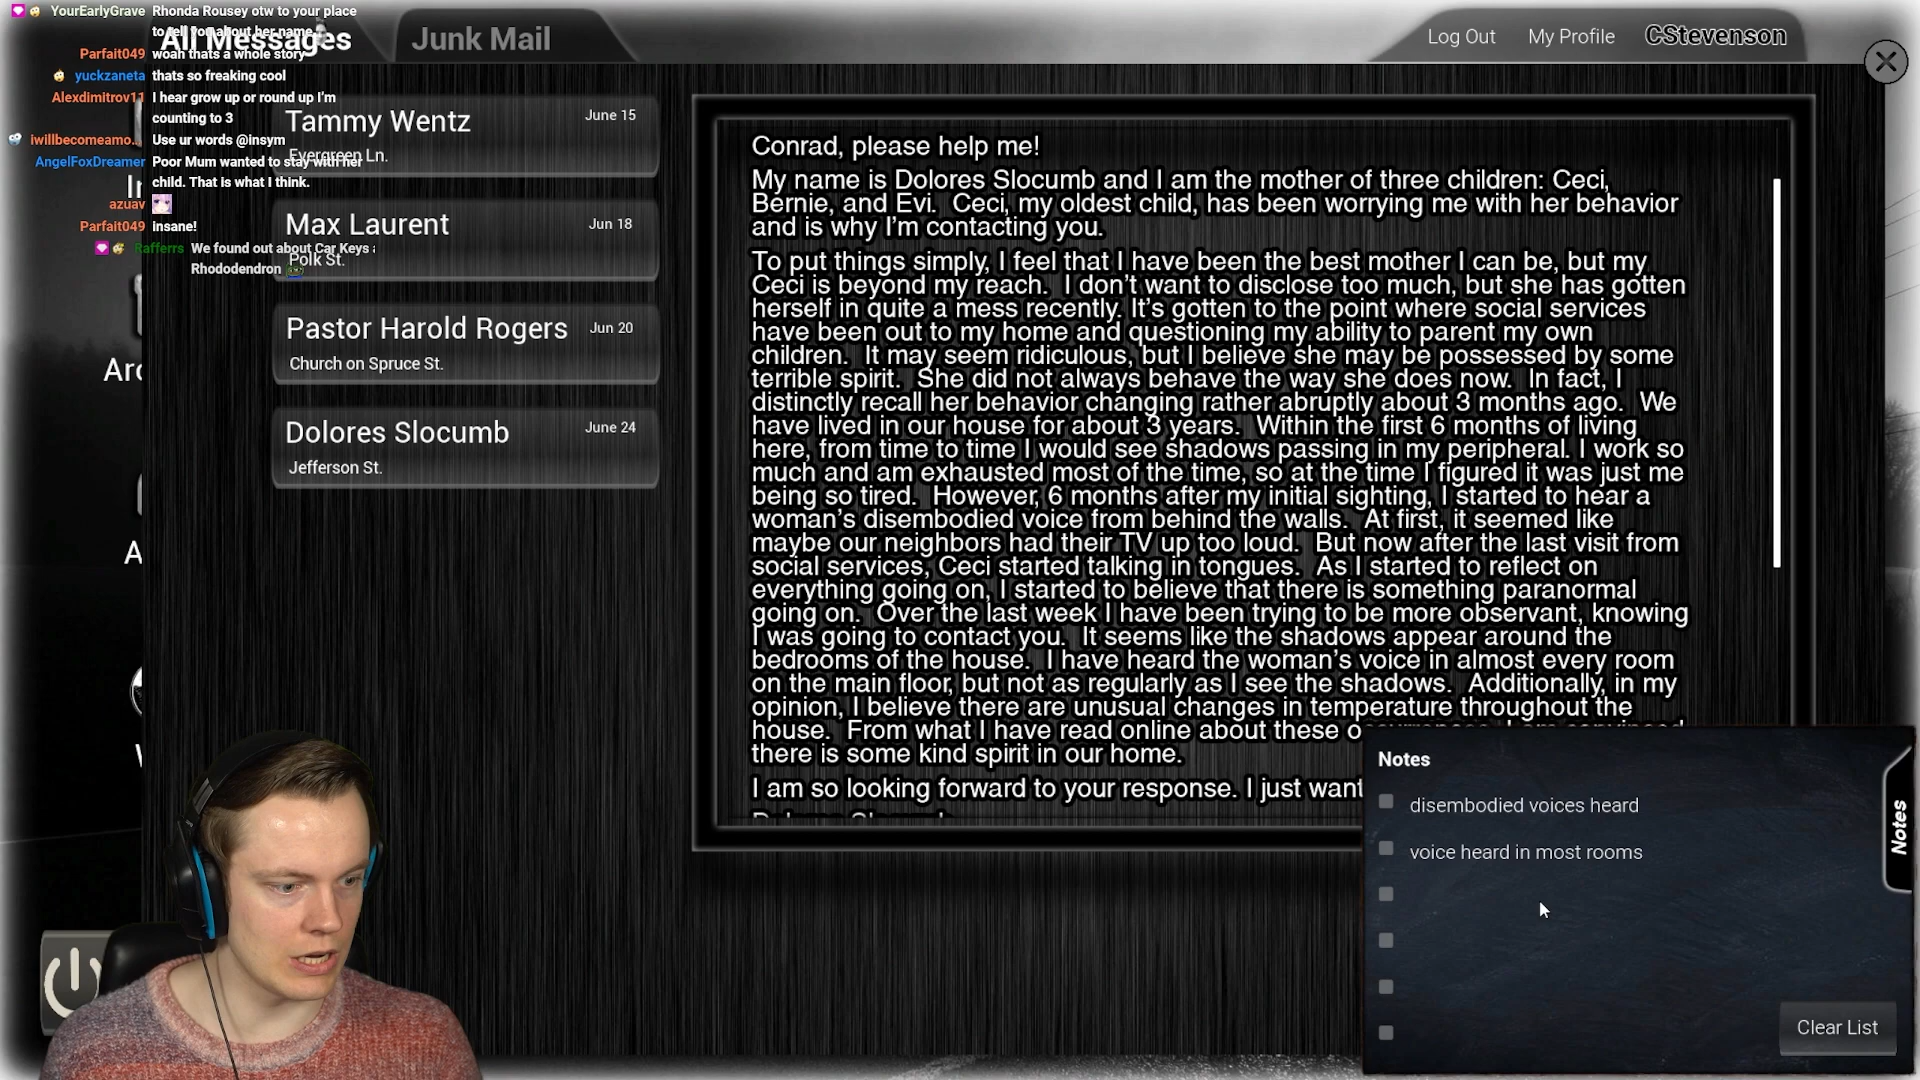 YourEarlyGrave Rhonda Rousey otw to your place
to tell you about her name
Parfait049 woah thats a whole story
yuckzaneta thats so freaking cool
Alexdimitrov11 I hear grow up or round up I'm
counting to 3
iwillbecomeamo.. Use ur words @insym
AngelFoxDreamer Poor Mum wanted to stay with her
child. That is what I think.
azuav
Parfait049 insane!
Rafferrs We found out about Car Keys
Rhododendron
All Messages
Junk Mail
Log Out
My Profile
CStevenson
Tammy Wentz
June 15
Evergreen Ln.
Max Laurent
Jun 18
Polk St.
Pastor Harold Rogers
Jun 20
Church on Spruce St.
Dolores Slocumb
June 24
Jefferson St.
Conrad, please help me!
My name is Dolores Slocumb and I am the mother of three children: Ceci,
Bernie, and Evi. Ceci, my oldest child, has been worrying me with her behavior
and is why I'm contacting you.
To put things simply, I feel that I have been the best mother I can be, but my
Ceci is beyond my reach. I don't want to disclose too much, but she has gotten
herself in quite a mess recently. It's gotten to the point where social services
have been out to my home and questioning my ability to parent my own
children. It may seem ridiculous, but I believe she may be possessed by some
terrible spirit. She did not always behave the way she does now. In fact, I
distinctly recall her behavior changing rather abruptly about 3 months ago. We
have lived in our house for about 3 years. Within the first 6 months of living
here, from time to time I would see shadows passing in my peripheral. I work so
much and am exhausted most of the time, so at the time I figured it was just me
being so tired. However, 6 months after my initial sighting, I started to hear a
woman's disembodied voice from behind the walls. At first, it seemed like
maybe our neighbors had their TV up too loud. But now after the last visit from
social services, Ceci started talking in tongues. As I started to reflect on
everything going on, I started to believe that there is something paranormal
going on. Over the last week I have been trying to be more observant, knowing
I was going to contact you. It seems like the shadows appear around the
bedrooms of the house. I have heard the woman's voice in almost every room
on the main floor, but not as regularly as I see the shadows. Additionally, in my
opinion, I believe there are unusual changes in temperature throughout the
house. From what I have read online about these
there is some kind spirit in our home.
I am so looking forward to your response. I just want
Notes
disembodied voices heard
voice heard in most rooms
Notes
Clear List